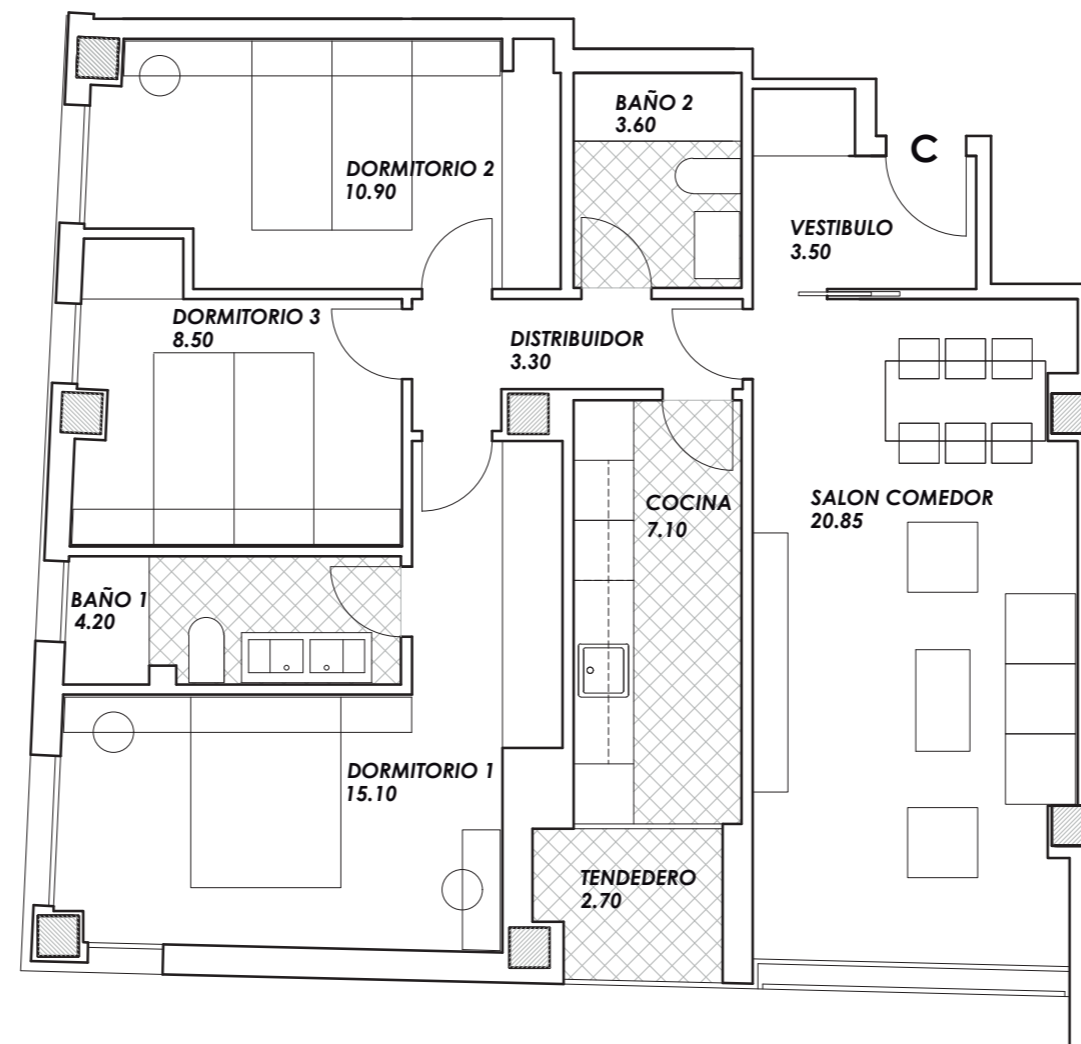 BAÑO 2
3.60
C
DORMITORIO 2
10.90
VESTIBULO
3.50
DORMITORIO 3
8.50
DISTRIBUIDOR
3.30
COCINA
7.10
SALON COMEDOR
20.85
BAÑO 1
4.20
DORMITORIO 1
15.10
TENDEDERO
2.70